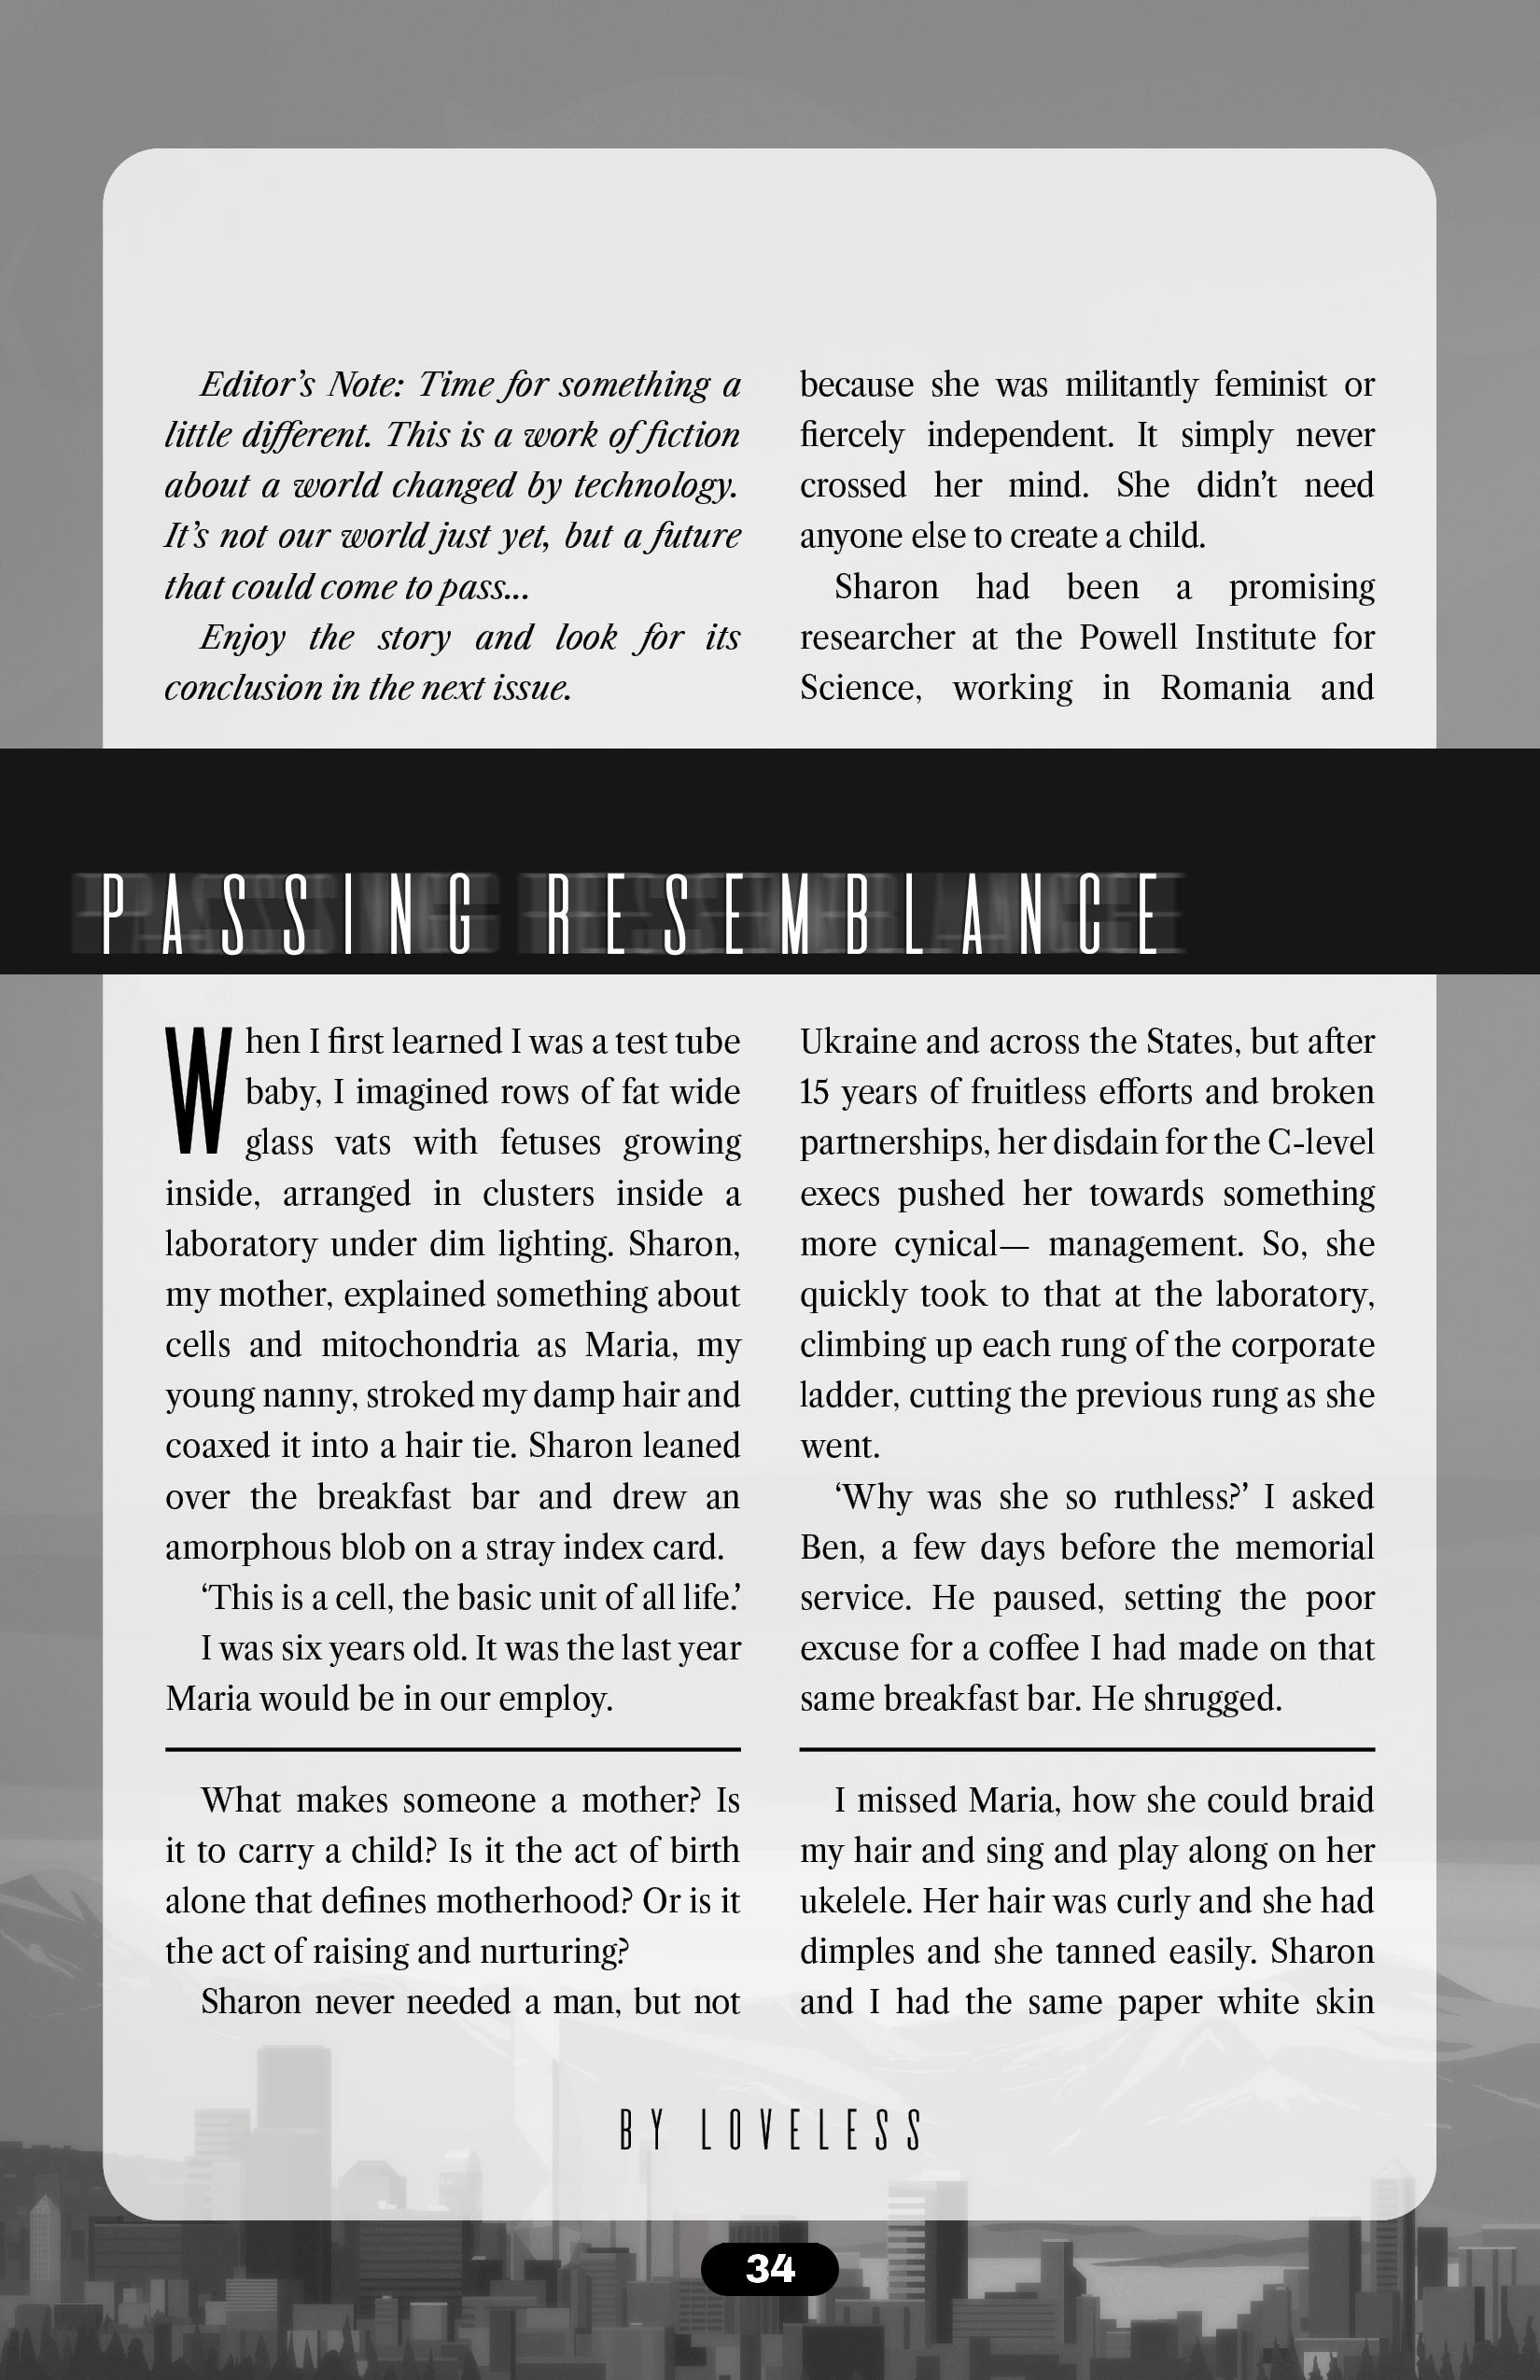 Editor’s Note: Time for something a
little different. This is a work of fiction
about a world changed by technology.
It’s not our world just yet, but a future
that could come to pass...
Enjoy the story and look for its
conclusion in the next issue.
PASSING RESEMBLANCE
When I first learned I was a test tube
baby, I imagined rows of fat wide
glass vats with fetuses growing
inside, arranged in clusters inside a
laboratory under dim lighting. Sharon,
my mother, explained something about
cells and mitochondria as Maria, my
young nanny, stroked my damp hair and
coaxed it into a hair tie. Sharon leaned
over the breakfast bar and drew an
amorphous blob on a stray index card.
‘This is a cell, the basic unit of all life.’
I was six years old. It was the last year
Maria would be in our employ.
What makes someone a mother? Is
it to carry a child? Is it the act of birth
alone that defines motherhood? Or is it
the act of raising and nurturing?
Sharon never needed a man, but not
because she was militantly feminist or
fiercely independent. It simply never
crossed her mind. She didn’t need
anyone else to create a child.
Sharon had been a promising
researcher at the Powell Institute for
Science, working in Romania and
Ukraine and across the States, but after
15 years of fruitless efforts and broken
partnerships, her disdain for the C-level
execs pushed her towards something
more cynical— management. So, she
quickly took to that at the laboratory,
climbing up each rung of the corporate
ladder, cutting the previous rung as she
went.
‘Why was she so ruthless?’ I asked
Ben, a few days before the memorial
service. He paused, setting the poor
excuse for a coffee I had made on that
same breakfast bar. He shrugged.
I missed Maria, how she could braid
my hair and sing and play along on her
ukelele. Her hair was curly and she had
dimples and she tanned easily. Sharon
and I had the same paper white skin
BY LOVELESS
34